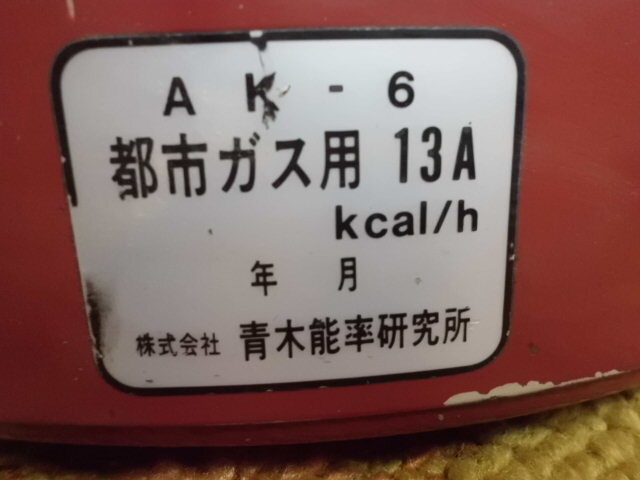 AK-6
都市ガス用 13A
kcal/h
年 月
株式会社 青木能率研究所